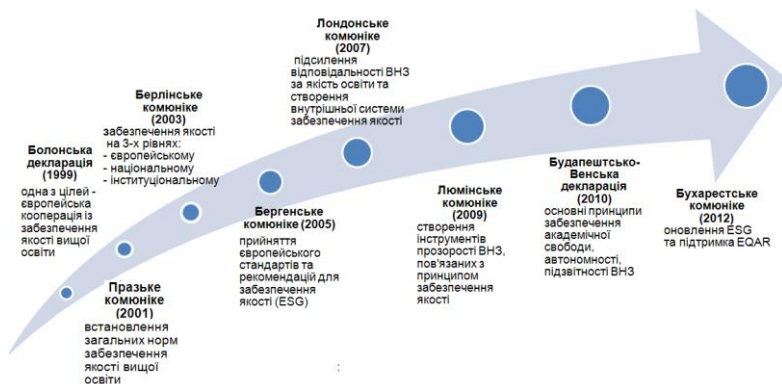 Болонська
декларація
(1999)
одна з цілей -
європейська
кооперація із
забезпечення
якості вищої
освіти
Празьке
комюніке
(2001)
встановлення
загальних норм
забезпечення
якості вищої
освіти
Берлінське
комюніке
(2003)
забезпечення якості
на 3-х рівнях:
- європейському
- національному
- інституціональному
Бергенське
комюніке (2005)
прийняття
європейського
стандартів та
рекомендацій для
забезпечення
якості (ESG)
Лондонське
комюніке
(2007)
підсилення
відповідальності ВНЗ
за якість освіти та
створення
внутрішньої системи
забезпечення якості
Люмінське
комюніке
(2009)
створення
інструментів
прозорості ВНЗ,
пов'язаних з
принципом
забезпечення
якості
Будапештсько-
Венська
декларація
(2010)
основні принципи
забезпечення
академічної
свободи,
автономності,
підзвітності ВНЗ
Бухарестське
комюніке
(2012)
оновлення ESG
та підтримка EQAR
: